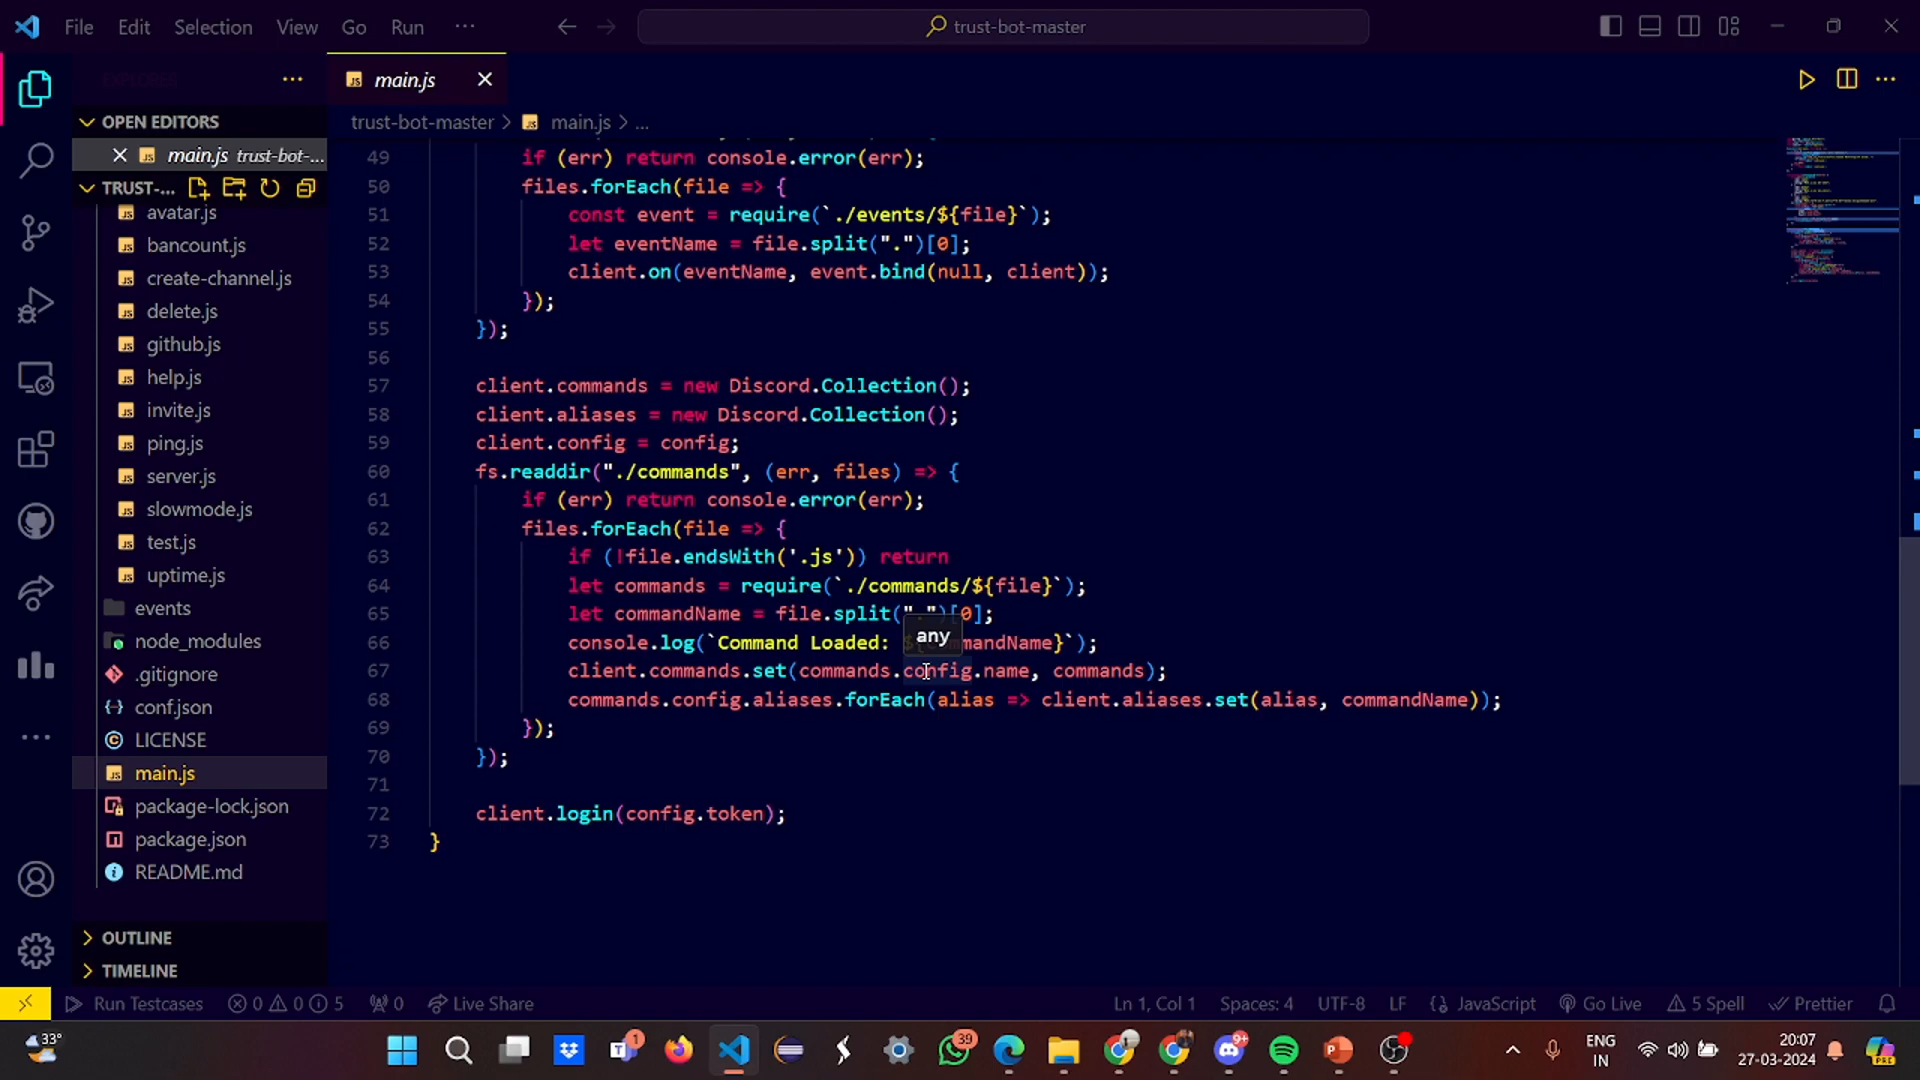 File Edit Selection View Go Run ...
trust-bot-master
main.js
OPEN EDITORS
main.js trust-bot-...
TRUST-...
avatar.js
bancount.js
create-channel.js
delete.js
github.js
help.js
invite.js
ping.js
server.js
slowmode.js
test.js
uptime.js
events
node_modules
.gitignore
conf.json
LICENSE
main.js
package-lock.json
package.json
README.md
OUTLINE
TIMELINE
trust-bot-master > main.js > ...
49 if (err) return console.error(err);
50 files.forEach(file => {
51 const event = require(`./events/${file}`);
52 let eventName = file.split(".")[0];
53 client.on(eventName, event.bind(null, client));
54 });
55 });
56
57 client.commands = new Discord.Collection();
58 client.aliases = new Discord.Collection();
59 client.config = config;
60 fs.readdir("./commands", (err, files) => {
61 if (err) return console.error(err);
62 files.forEach(file => {
63 if (!file.endsWith('.js')) return
64 let commands = require(`./commands/${file}`);
65 let commandName = file.split(".")[0];
any
66 console.log(`Command Loaded: ${commandName}`);
67 client.commands.set(commands.config.name, commands);
68 commands.config.aliases.forEach(alias => client.aliases.set(alias, commandName));
69 });
70 });
71
72 client.login(config.token);
73 }
Run Testcases 0 0 5 0 Live Share Ln 1, Col 1 Spaces: 4 UTF-8 LF JavaScript Go Live 5 Spell Prettier
33° 1 39 9+ ENG IN 20:07 27-03-2024 PRE